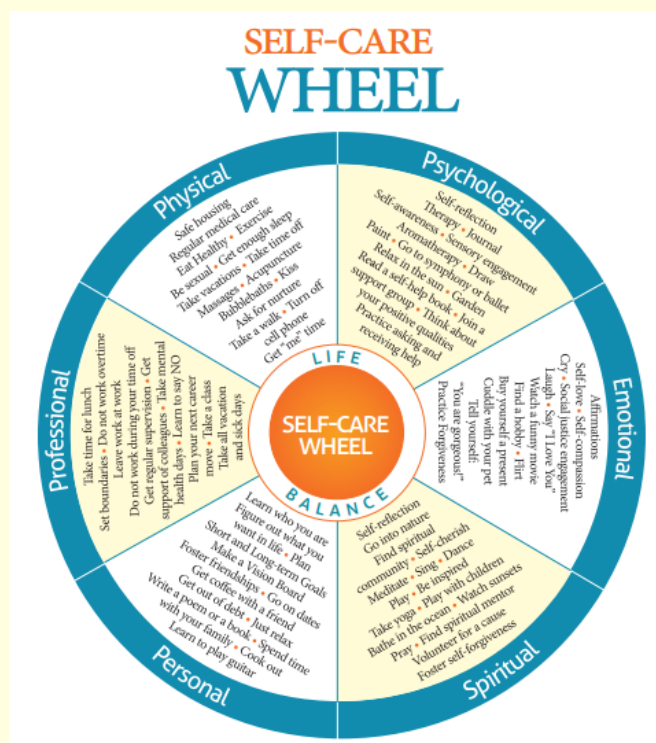 SELF-CARE
WHEEL
Physical
Safe housing
Regular medical care
Eat Healthy • Exercise
Be sexual • Get enough sleep
Take vacations • Take time off
Massages • Acupuncture
Bubblebaths • Kiss
Ask for nurture
Take a walk • Turn off
cell phone
Get "me" time
Psychological
Self-reflection
Therapy • Journal
Self-awareness • Sensory engagement
Aromatherapy • Draw
Paint • Go to symphony or ballet
Relax in the sun • Garden
Read a self-help book • Join a
support group • Think about
your positive qualities
Practice asking and
receiving help
Emotional
Affirmations
Self-love • Self-compassion
Cry • Social justice engagement
Laugh • Say "I Love You"
Watch a funny movie
Find a hobby • Flirt
Buy yourself a present
Cuddle with your pet
Tell yourself:
"You are gorgeous!"
Practice Forgiveness
Spiritual
Self-reflection
Go into nature
Find spiritual
community • Self-cherish
Meditate • Sing • Dance
Play • Be inspired
Take yoga • Play with children
Bathe in the ocean • Watch sunsets
Pray • Find spiritual mentor
Volunteer for a cause
Foster self-forgiveness
Personal
Learn who you are
Figure out what you
want in life • Plan
Short and Long-term Goals
Make a Vision Board
Foster friendships • Go on dates
Get coffee with a friend
Get out of debt • Just relax
Write a poem or a book • Spend time
with your family • Cook out
Learn to play guitar
Professional
Take time for lunch
Set boundaries • Do not work overtime
Leave work at work
Do not work during your time off
Get regular supervision • Get
support of colleagues • Take mental
health days • Learn to say NO
Plan your next career
move • Take a class
Take all vacation
and sick days
LIFE
SELF-CARE
WHEEL
BALANCE